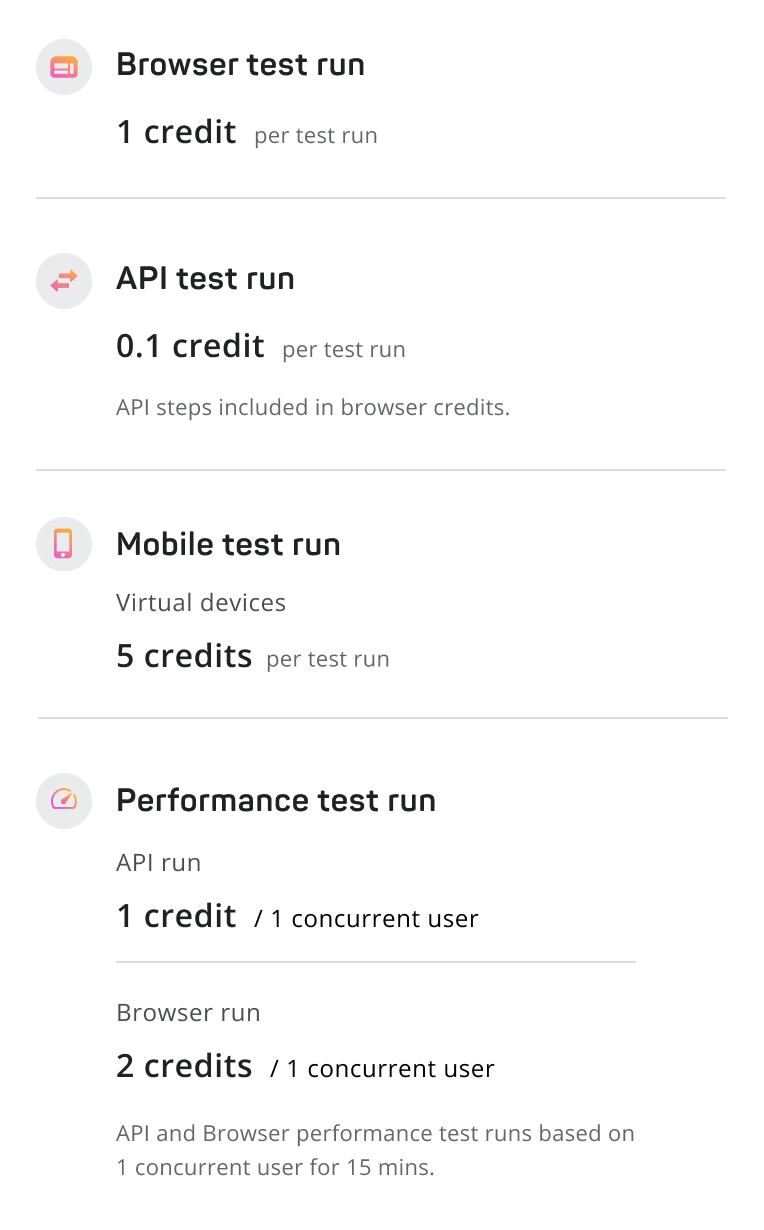 Browser test run
1 credit per test run
API test run
0.1 credit per test run
API steps included in browser credits.
Mobile test run
Virtual devices
5 credits per test run
Performance test run
API run
1 credit / 1 concurrent user
Browser run
2 credits / 1 concurrent user
API and Browser performance test runs based on
1 concurrent user for 15 mins.